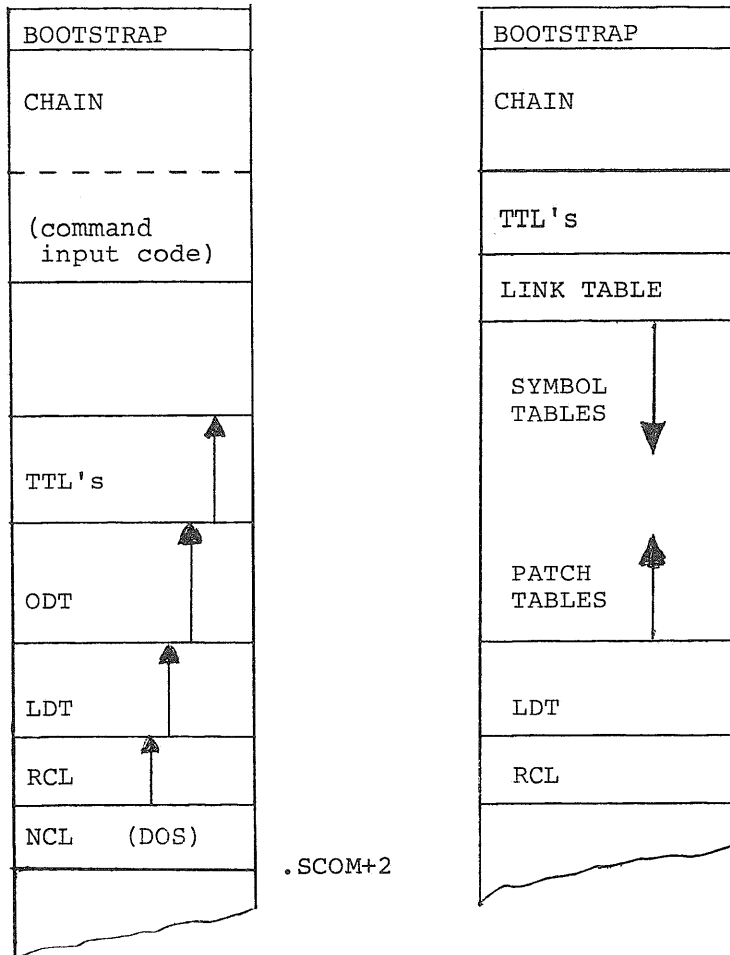 BOOTSTRAP
CHAIN
(command
input code)
TTL's
ODT
LDT
RCL
NCL (DOS)
.SCOM+2
BOOTSTRAP
CHAIN
TTL's
LINK TABLE
SYMBOL
TABLES
PATCH
TABLES
LDT
RCL